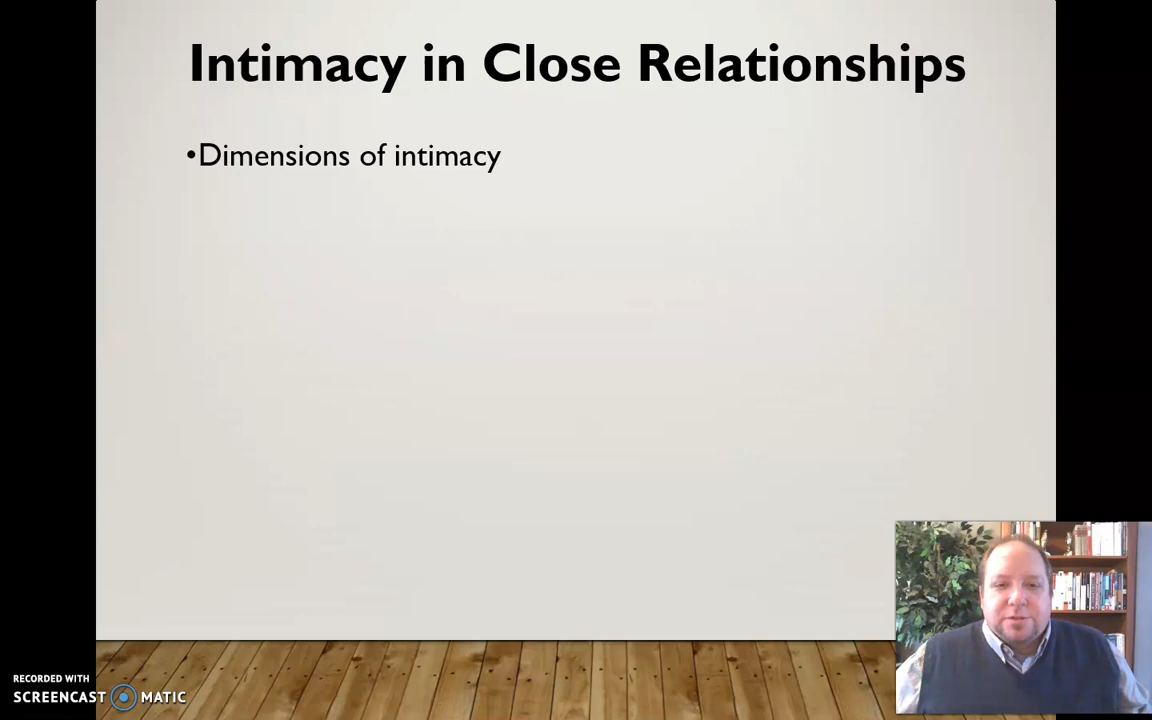 Intimacy in Close Relationships
•Dimensions of intimacy
RECORDED WITH
SCREENCAST MATIC